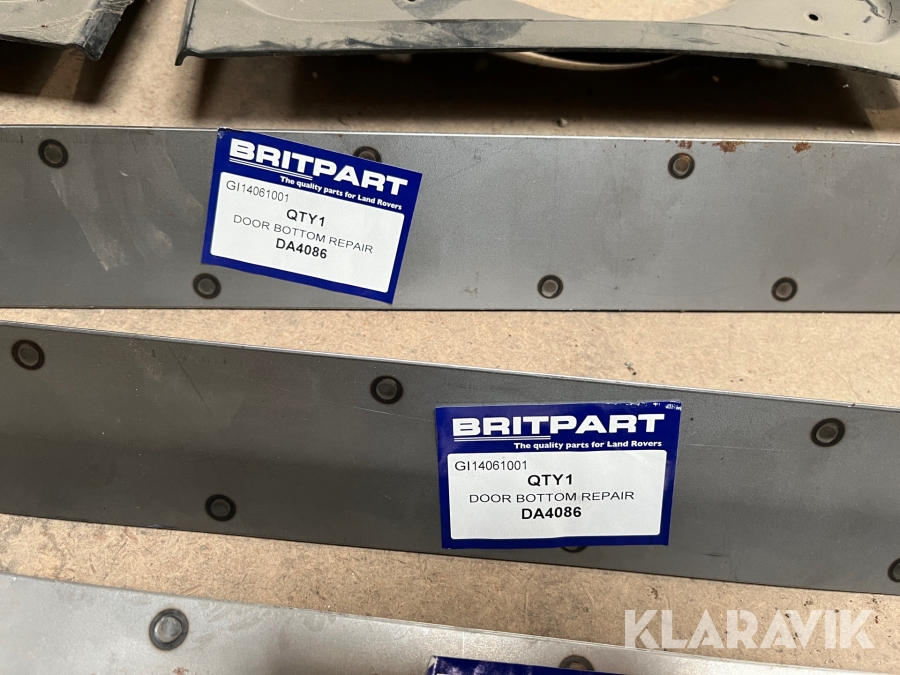 BRITPART
The quality parts for Land Rovers
GI14061001
QTY1
DOOR BOTTOM REPAIR
DA4086
BRITPART
The quality parts for Land Rovers
GI14061001
QTY1
DOOR BOTTOM REPAIR
DA4086
KLARAVIK